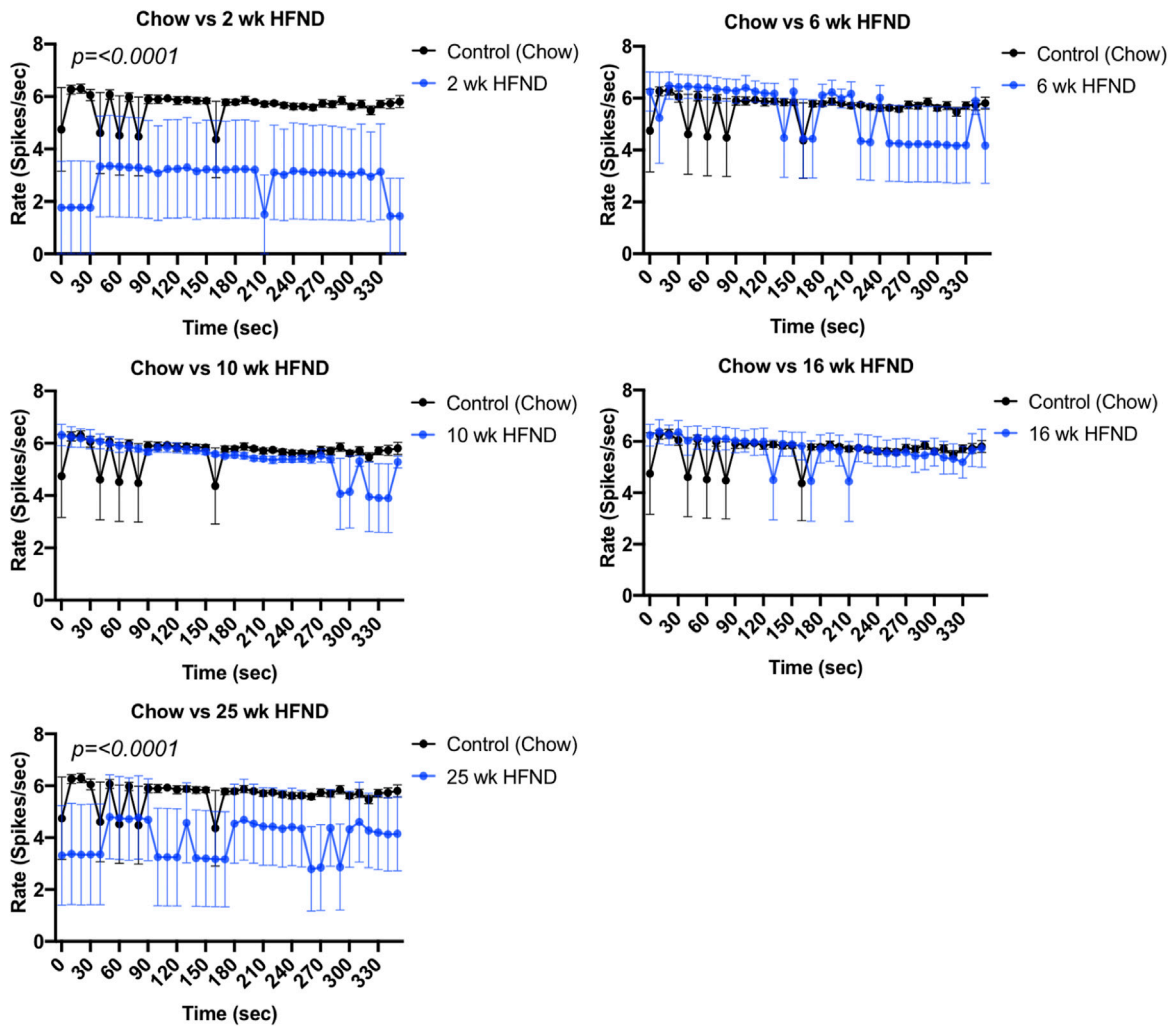 Chow vs 2 wk HFND
p=<0.0001
Control (Chow)
2 wk HFND
Rate (Spikes/sec)
8
6
4
2
0
0 30 60 90 120 150 180 210 240 270 300 330
Time (sec)
Chow vs 6 wk HFND
Control (Chow)
6 wk HFND
Rate (Spikes/sec)
8
6
4
2
0
0 30 60 90 120 150 180 210 240 270 300 330
Time (sec)
Chow vs 10 wk HFND
Control (Chow)
10 wk HFND
Rate (Spikes/sec)
8
6
4
2
0
0 30 60 90 120 150 180 210 240 270 300 330
Time (sec)
Chow vs 16 wk HFND
Control (Chow)
16 wk HFND
Rate (Spikes/sec)
8
6
4
2
0
0 30 60 90 120 150 180 210 240 270 300 330
Time (sec)
Chow vs 25 wk HFND
p=<0.0001
Control (Chow)
25 wk HFND
Rate (Spikes/sec)
8
6
4
2
0
0 30 60 90 120 150 180 210 240 270 300 330
Time (sec)